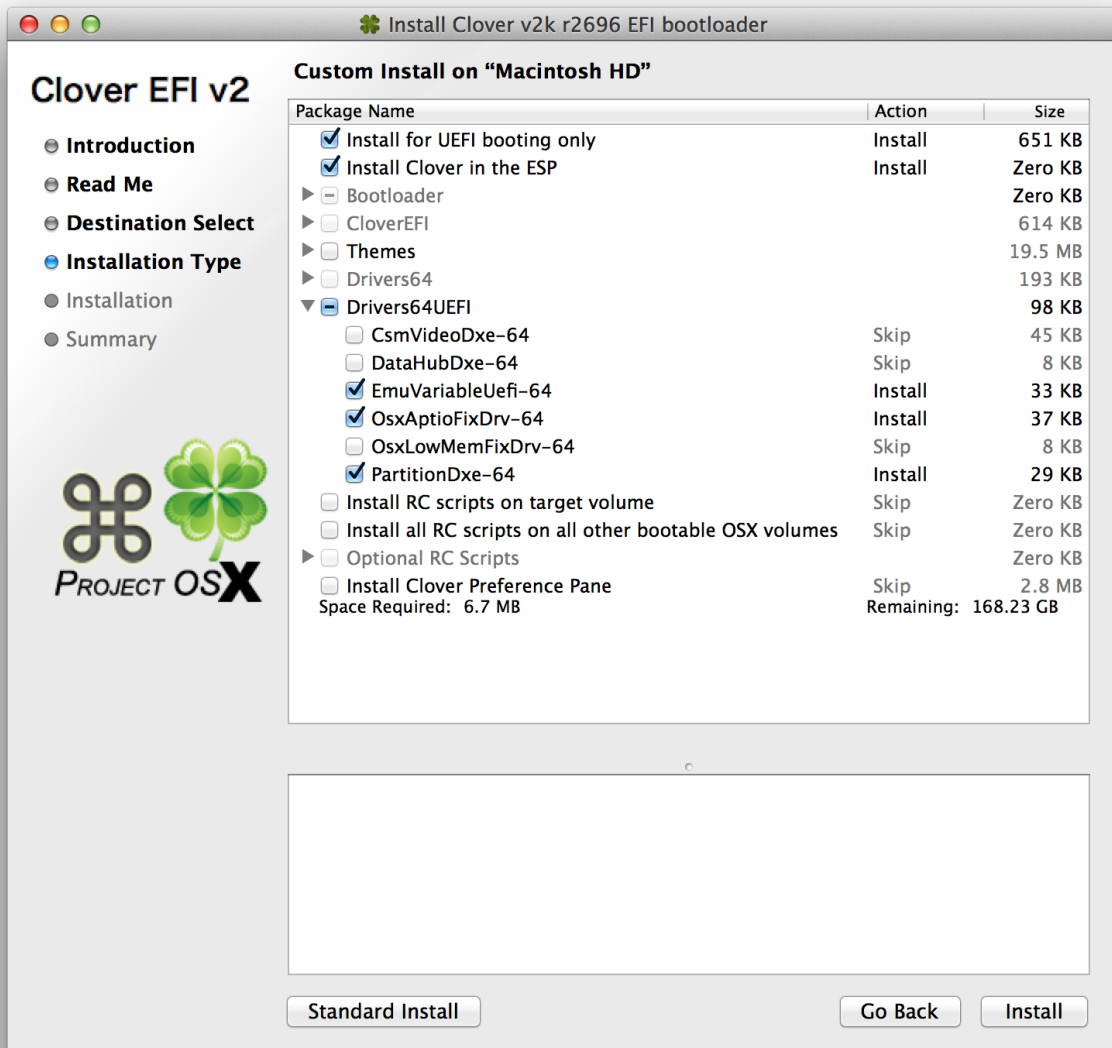 Install Clover v2k r2696 EFI bootloader
Clover EFI v2
Introduction
Read Me
Destination Select
Installation Type
Installation
Summary
PROJECT OSX
Custom Install on “Macintosh HD”
Package Name Action Size
Install for UEFI booting only Install 651 KB
Install Clover in the ESP Install Zero KB
Bootloader Zero KB
CloverEFI 614 KB
Themes 19.5 MB
Drivers64 193 KB
Drivers64UEFI 98 KB
CsmVideoDxe-64 Skip 45 KB
DataHubDxe-64 Skip 8 KB
EmuVariableUefi-64 Install 33 KB
OsxAptioFixDrv-64 Install 37 KB
OsxLowMemFixDrv-64 Skip 8 KB
PartitionDxe-64 Install 29 KB
Install RC scripts on target volume Skip Zero KB
Install all RC scripts on all other bootable OSX volumes Skip Zero KB
Optional RC Scripts Zero KB
Install Clover Preference Pane Skip 2.8 MB
Space Required: 6.7 MB Remaining: 168.23 GB
Standard Install Go Back Install